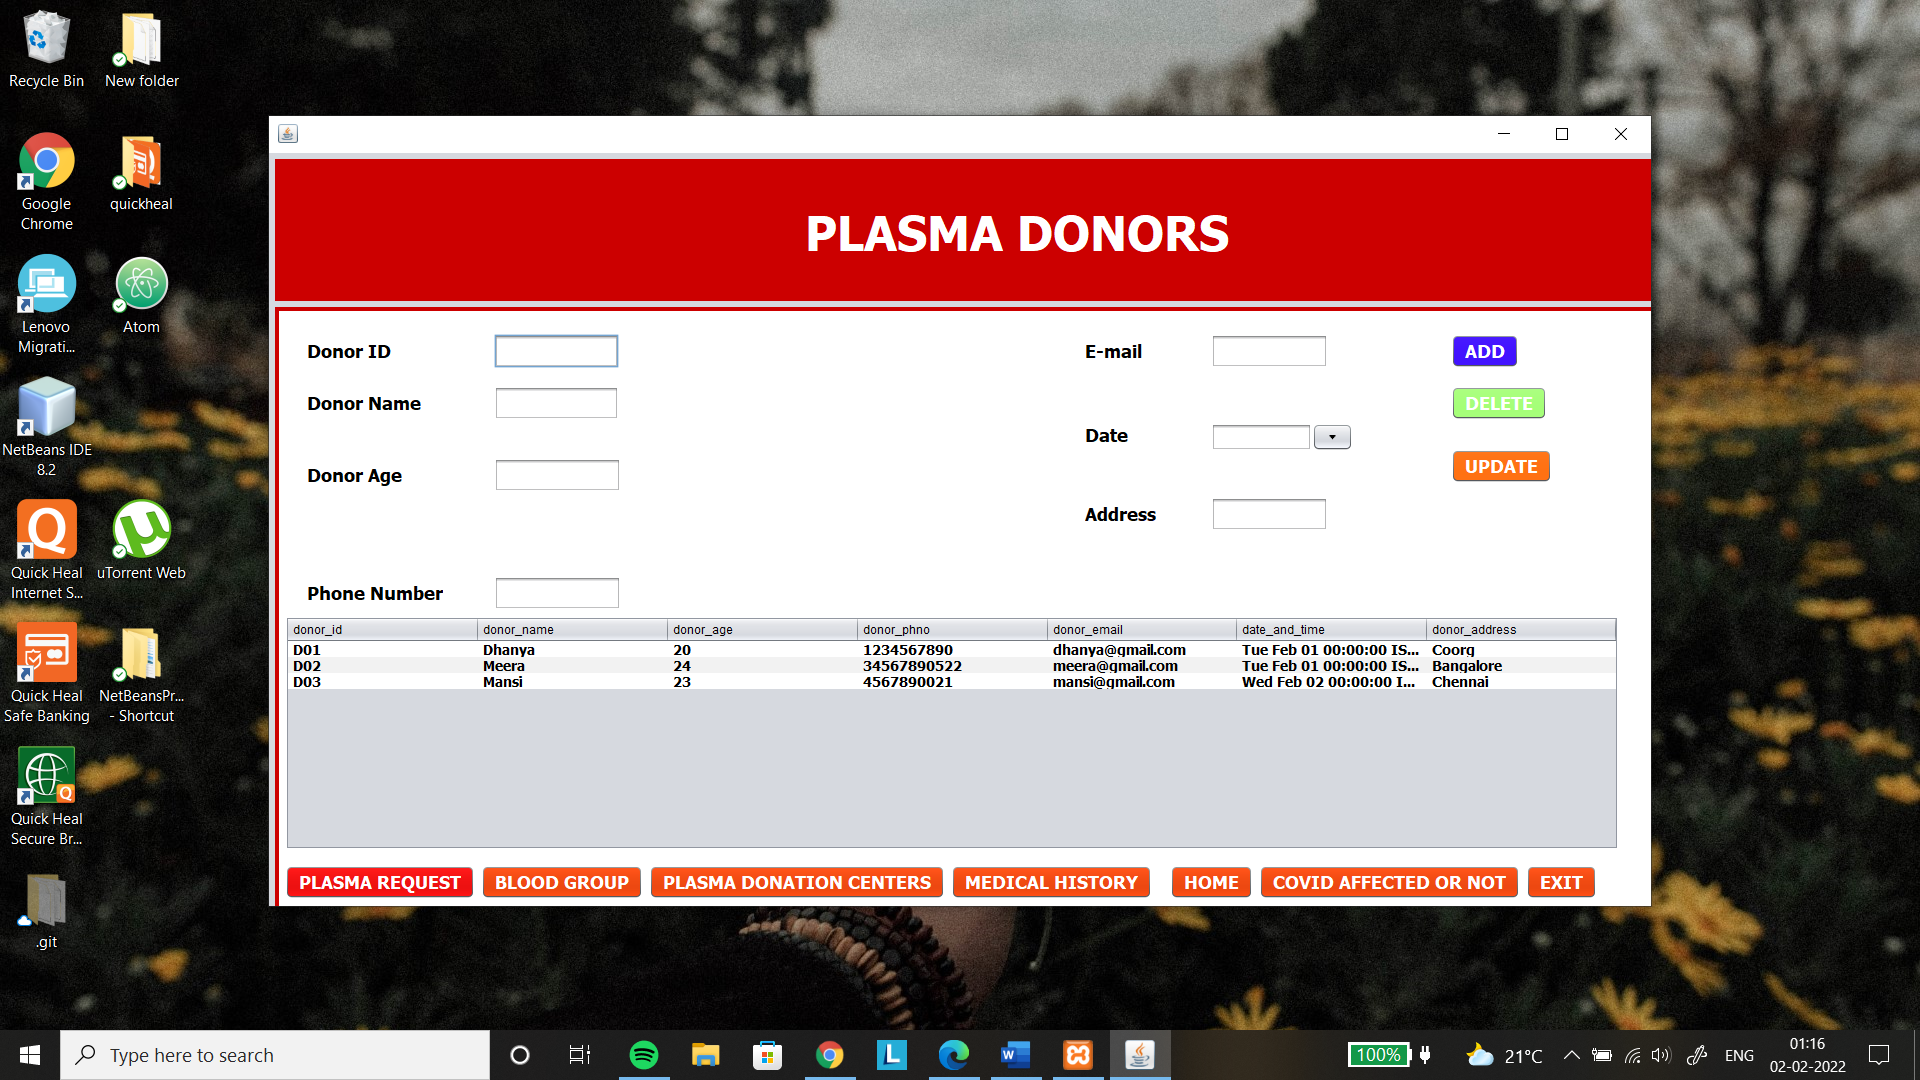 Recycle Bin
New folder
Google
Chrome
quickheal
Lenovo
Migrati...
Atom
NetBeans IDE
8.2
Quick Heal
Internet S...
uTorrent Web
Quick Heal
Safe Banking
NetBeansPr...
- Shortcut
Quick Heal
Secure Br...
.git
PLASMA DONORS
Donor ID
E-mail
ADD
Donor Name
DELETE
Date
UPDATE
Donor Age
Address
Phone Number
donor_id donor_name donor_age donor_phno donor_email date_and_time donor_address
D01 Dhanya 20 1234567890 dhanya@gmail.com Tue Feb 01 00:00:00 IS... Coorg
D02 Meera 24 34567890522 meera@gmail.com Tue Feb 01 00:00:00 IS... Bangalore
D03 Mansi 23 4567890021 mansi@gmail.com Wed Feb 02 00:00:00 I... Chennai
PLASMA REQUEST BLOOD GROUP PLASMA DONATION CENTERS MEDICAL HISTORY HOME COVID AFFECTED OR NOT EXIT
Type here to search
100%
21°C
ENG
01:16
02-02-2022